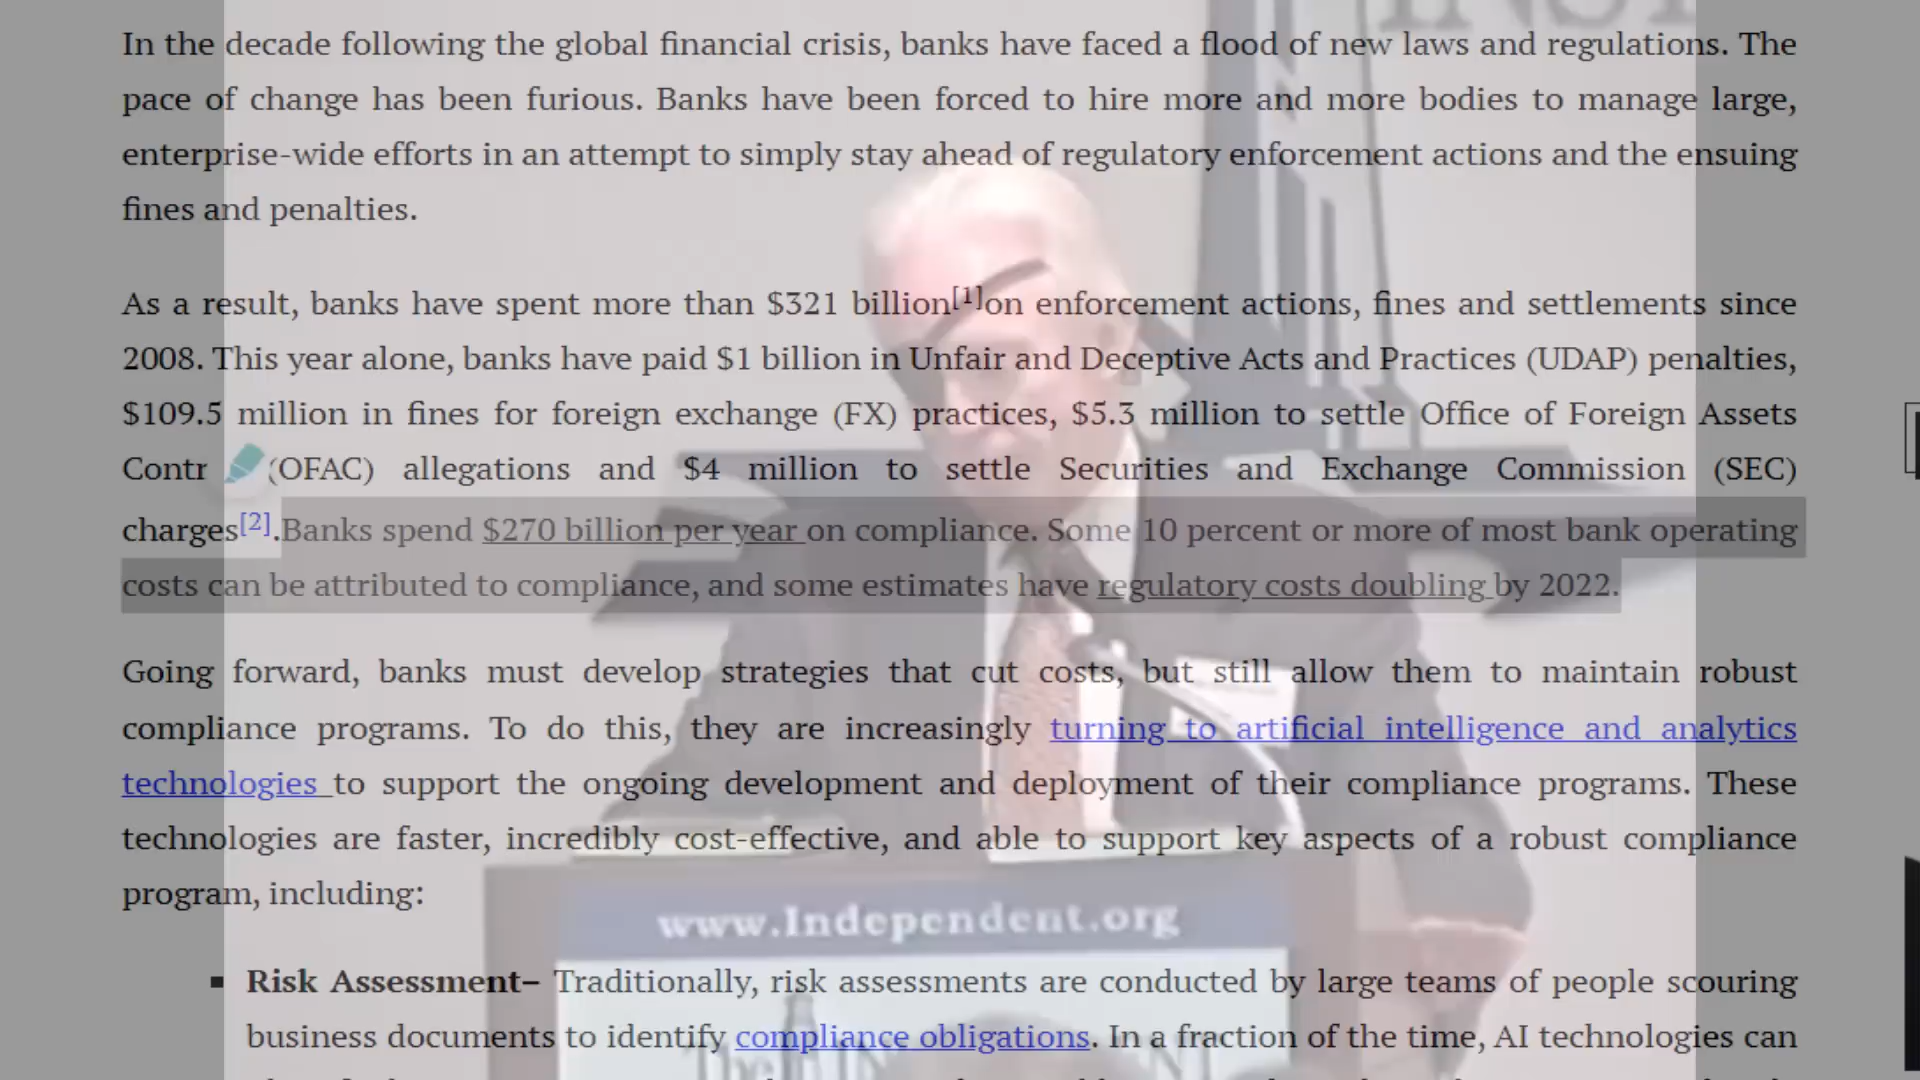 In the decade following the global financial crisis, banks have faced a flood of new laws and regulations. The
pace of change has been furious. Banks have been forced to hire more and more bodies to manage large,
enterprise-wide efforts in an attempt to simply stay ahead of regulatory enforcement actions and the ensuing
fines and penalties.
As a result, banks have spent more than $321 billion[1]on enforcement actions, fines and settlements since
2008. This year alone, banks have paid $1 billion in Unfair and Deceptive Acts and Practices (UDAP) penalties,
$109.5 million in fines for foreign exchange (FX) practices, $5.3 million to settle Office of Foreign Assets
Contr (OFAC) allegations and $4 million to settle Securities and Exchange Commission (SEC)
charges[2].Banks spend $270 billion per year on compliance. Some 10 percent or more of most bank operating
costs can be attributed to compliance, and some estimates have regulatory costs doubling by 2022.
Going forward, banks must develop strategies that cut costs, but still allow them to maintain robust
compliance programs. To do this, they are increasingly turning to artificial intelligence and analytics
technologies to support the ongoing development and deployment of their compliance programs. These
technologies are faster, incredibly cost-effective, and able to support key aspects of a robust compliance
program, including:
www.Independent.org
▪ Risk Assessment– Traditionally, risk assessments are conducted by large teams of people scouring
business documents to identify compliance obligations. In a fraction of the time, AI technologies can